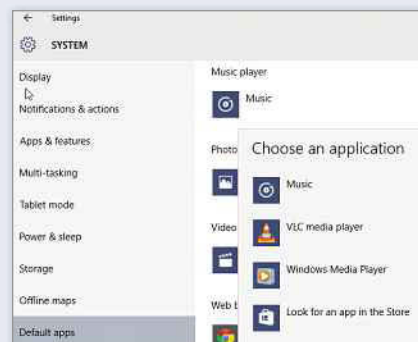 Settings
SYSTEM
Display
Notifications & actions
Apps & features
Multi-tasking
Tablet mode
Power & sleep
Storage
Offline maps
Default apps
Music player
Music
Photo
Video
Web b
Choose an application
Music
VLC media player
Windows Media Player
Look for an app in the Store